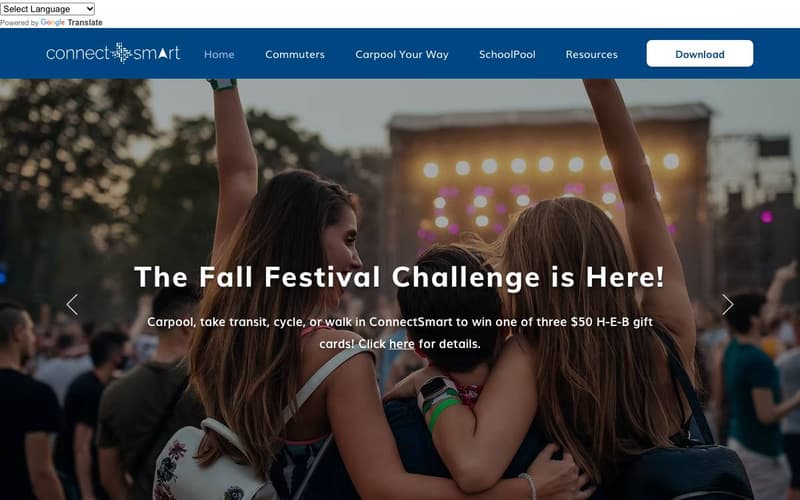 Select Language
Powered by Google Translate
connect smart
Home
Commuters
Carpool Your Way
SchoolPool
Resources
Download
The Fall Festival Challenge is Here!
Carpool, take transit, cycle, or walk in ConnectSmart to win one of three $50 H-E-B gift
cards! Click here for details.